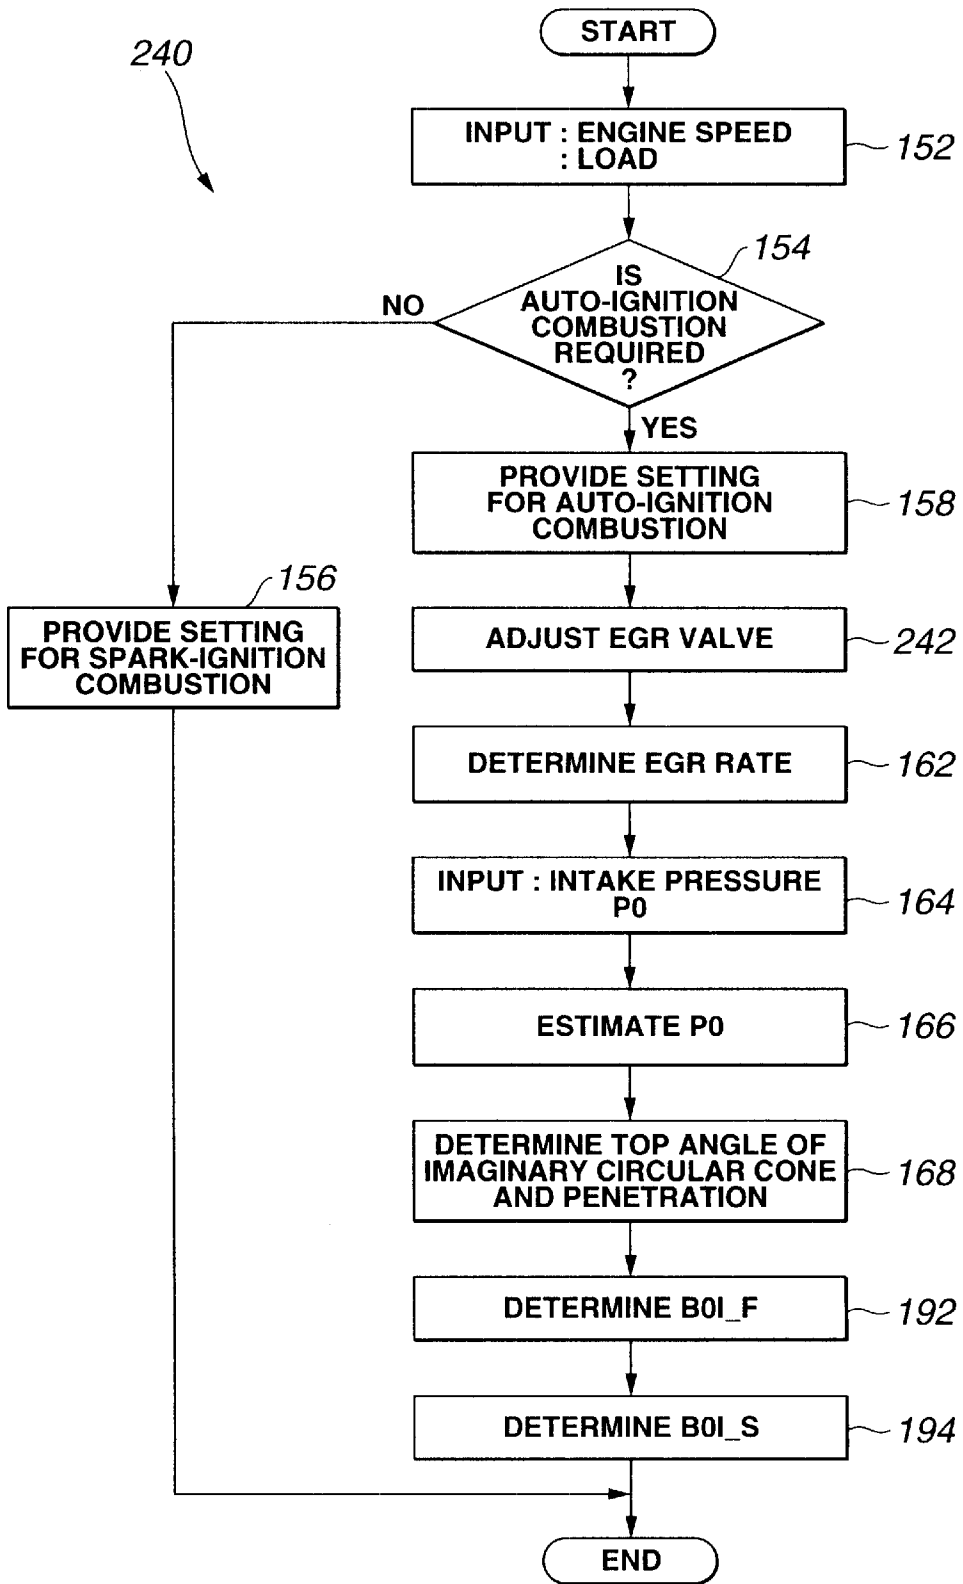 START
240
INPUT : ENGINE SPEED
: LOAD
152
154
IS
AUTO-IGNITION
COMBUSTION
REQUIRED
?
NO
YES
PROVIDE SETTING
FOR AUTO-IGNITION
COMBUSTION
158
156
PROVIDE SETTING
FOR SPARK-IGNITION
COMBUSTION
ADJUST EGR VALVE
242
DETERMINE EGR RATE
162
INPUT : INTAKE PRESSURE
P0
164
ESTIMATE P0
166
DETERMINE TOP ANGLE OF
IMAGINARY CIRCULAR CONE
AND PENETRATION
168
DETERMINE B0I_F
192
DETERMINE B0I_S
194
END